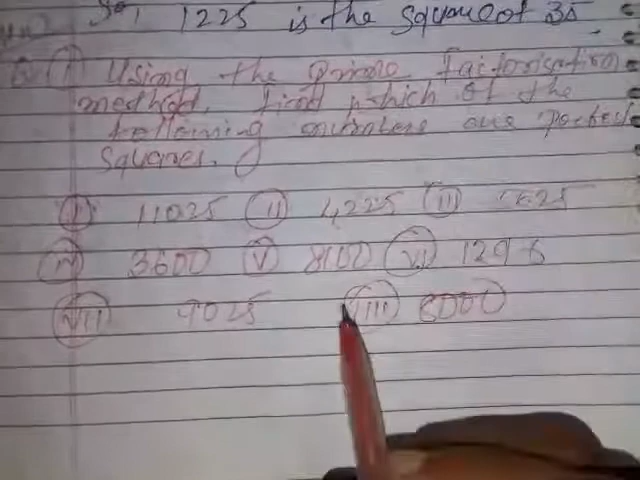 1225 is the square of 35
Using the Prime factorisation
method, find which of the
following numbers are perfect
squares.
(I) 11025 (II) 4225 (III)
(IV) 3600 (V) 8100 (VI) 1296
(VII) 9025 (VIII) 8000